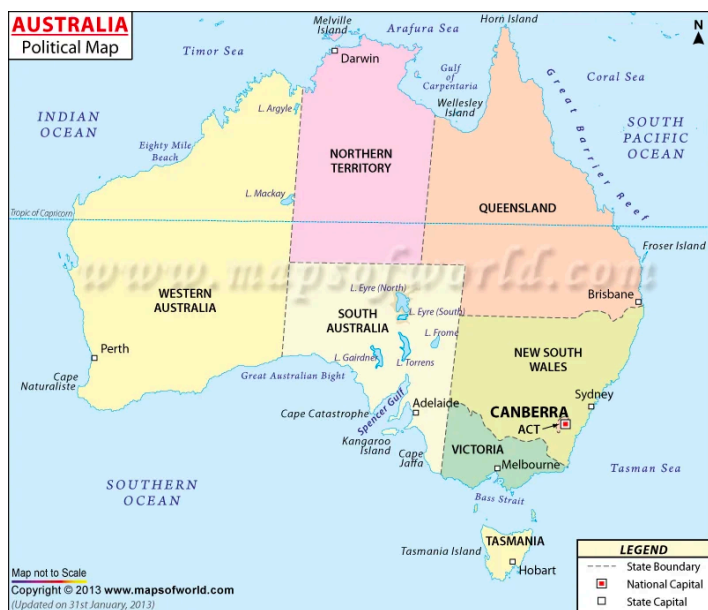 AUSTRALIA
Political Map
N
Melville
Island
Arafura Sea
Horn Island
Timor Sea
Darwin
Gulf
of
Carpentaria
Coral Sea
Wellesley
Island
Great Barrier Reef
INDIAN
OCEAN
L. Argyle
SOUTH
PACIFIC
OCEAN
Eighty Mile
Beach
NORTHERN
TERRITORY
L. Mackay
QUEENSLAND
Tropic of Capricorn
Froser Island
www.mapsofworld.com
WESTERN
AUSTRALIA
L. Eyre (North)
Brisbane
SOUTH
AUSTRALIA
L. Eyre (South)
L. Frome
Perth
L. Gairdner
L. Torrens
NEW SOUTH
WALES
Cape
Naturaliste
Great Australian Bight
Spencer Gulf
Sydney
Cape Catastrophe
Adelaide
CANBERRA
ACT
Kangaroo
Island
Cape
Jaffa
VICTORIA
Melbourne
Tasman Sea
SOUTHERN
OCEAN
Bass Strait
TASMANIA
Tasmania Island
Hobart
LEGEND
State Boundary
National Capital
State Capital
Map not to Scale
Copyright © 2013 www.mapsofworld.com
(Updated on 31st January, 2013)